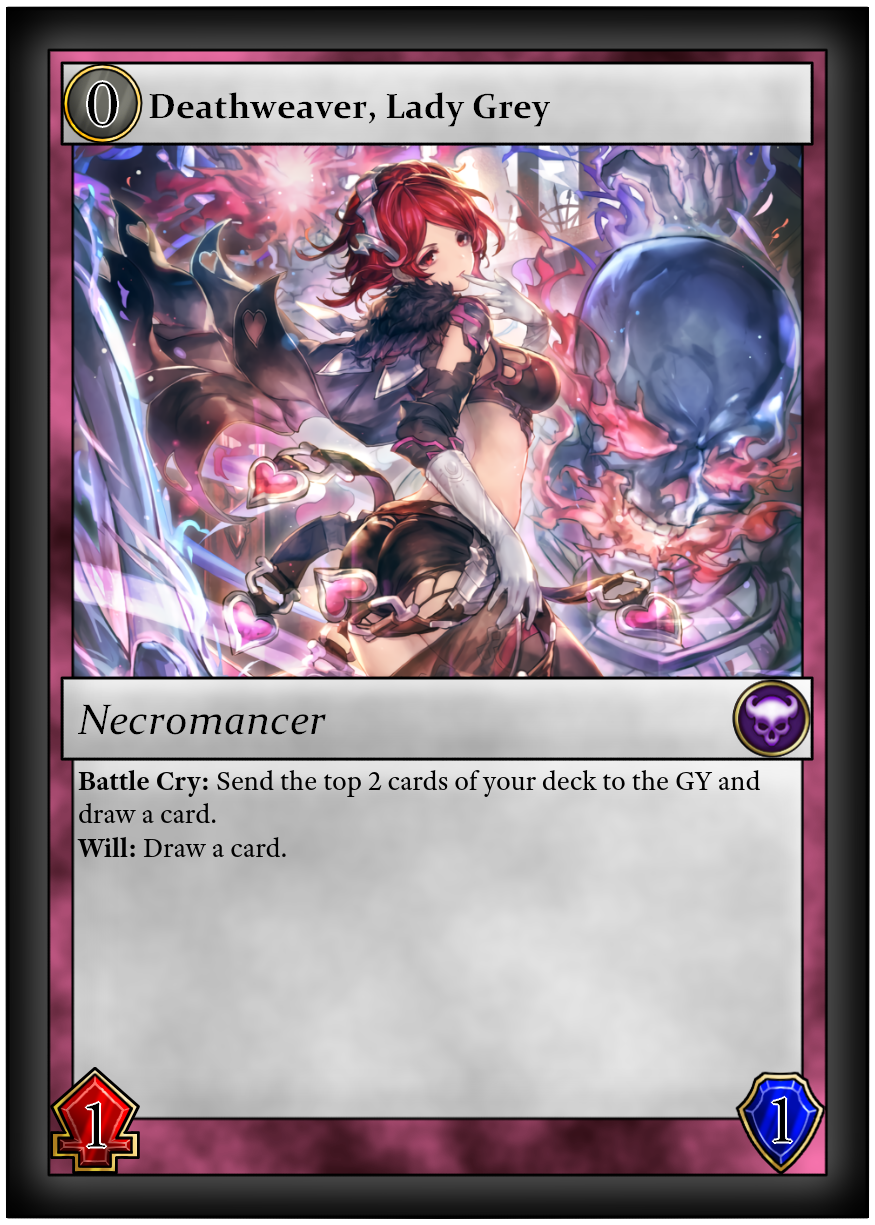 0 Deathweaver, Lady Grey
Necromancer
Battle Cry: Send the top 2 cards of your deck to the GY and
draw a card.
Will: Draw a card.
1 1